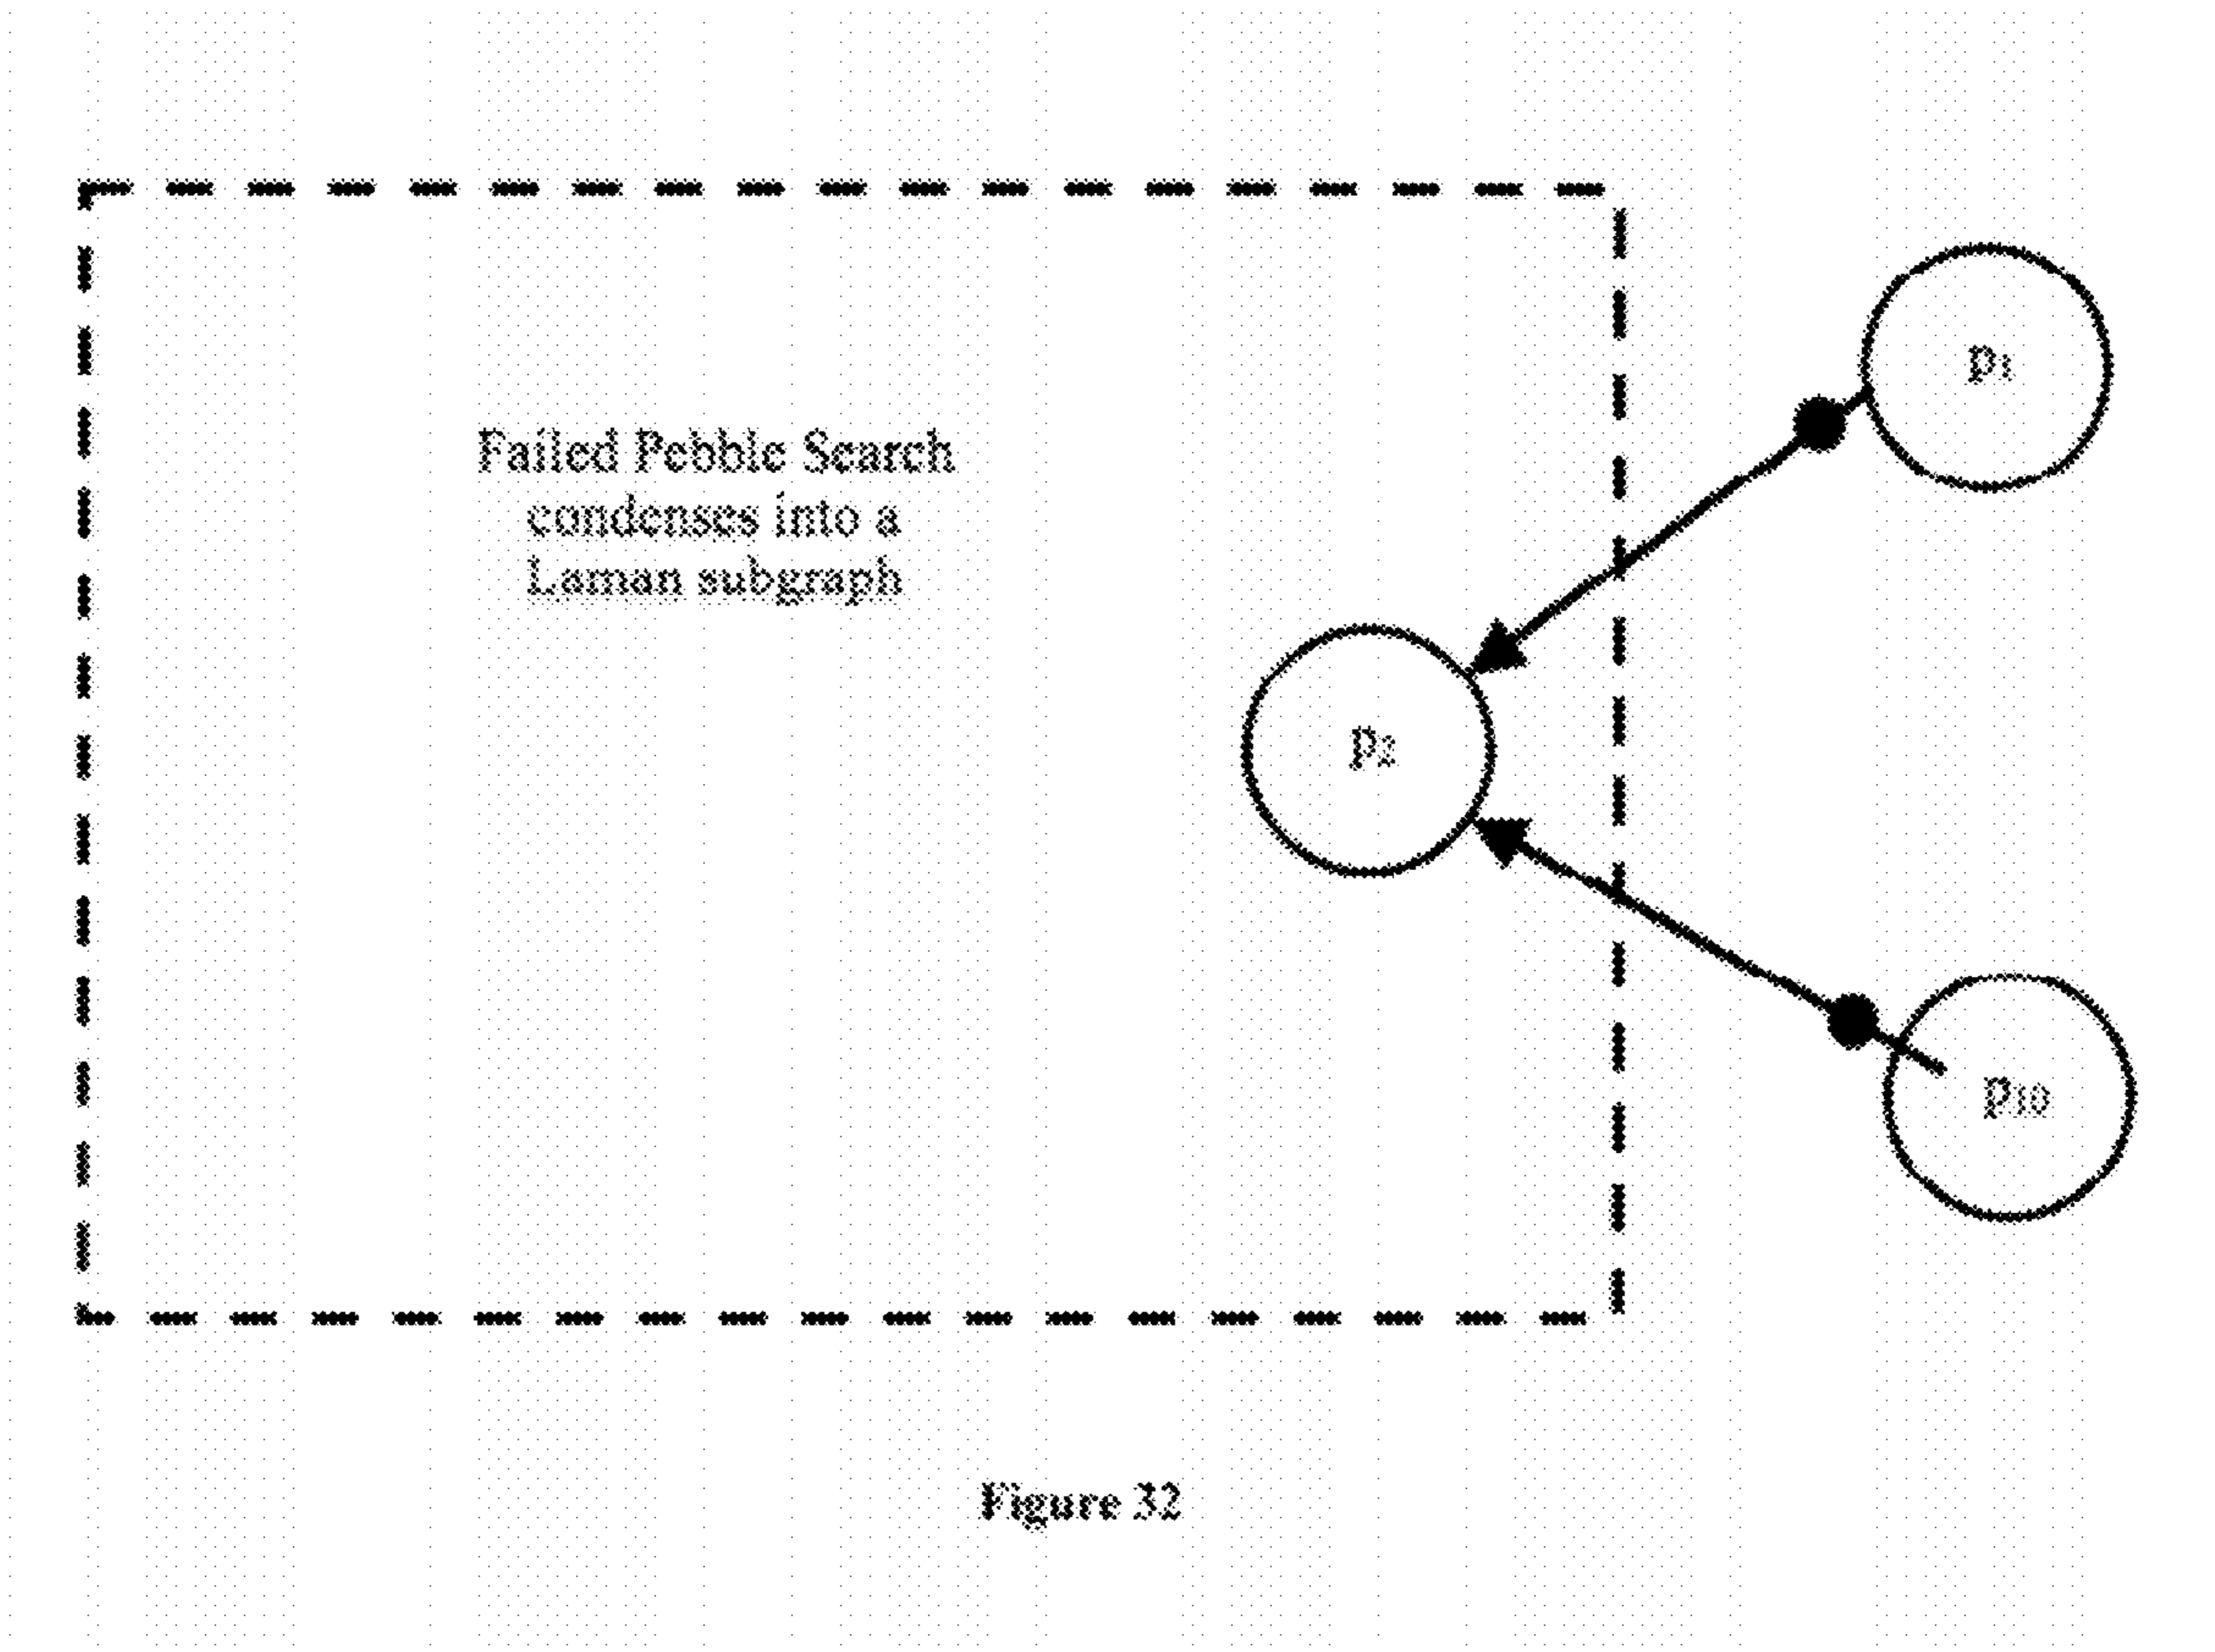 Failed Pebble Search
condenses into a
Laman subgraph
p1
p2
p10
Figure 32